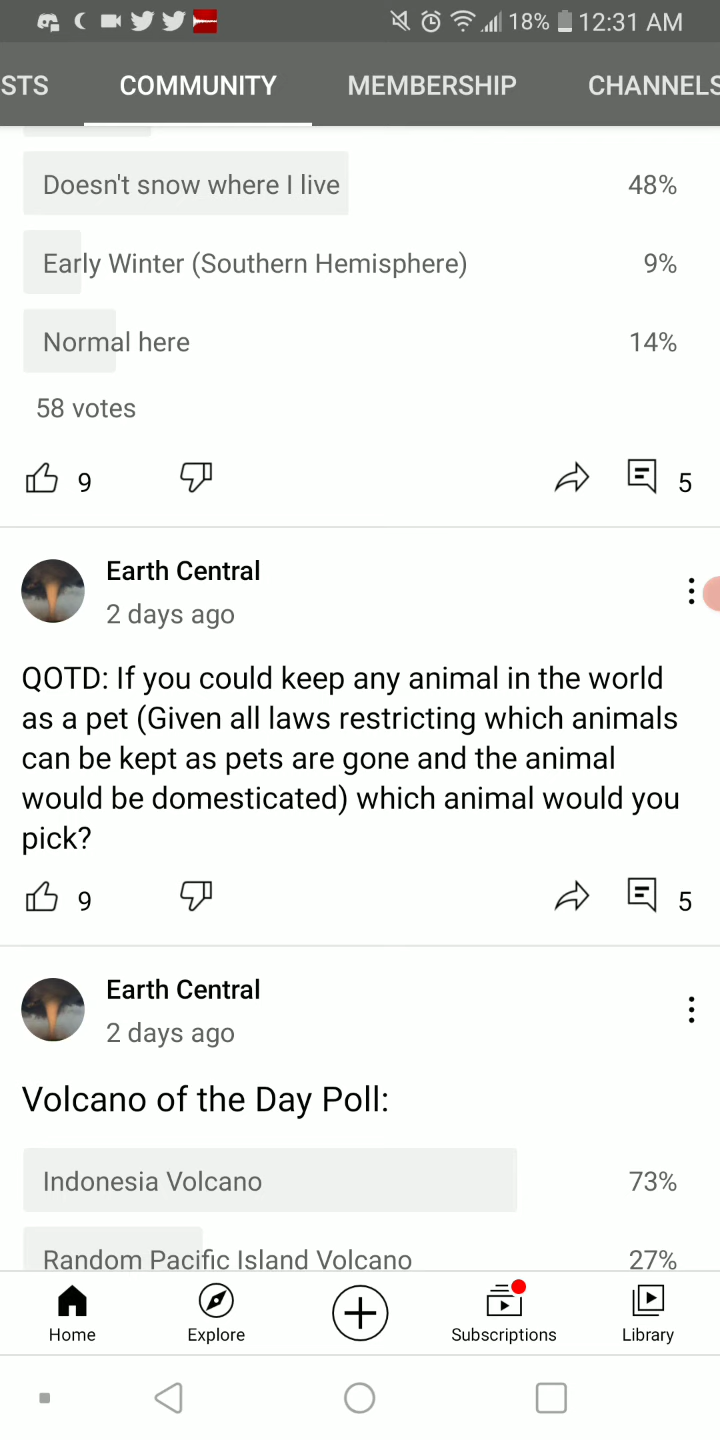 18% 12:31 AM
STS COMMUNITY MEMBERSHIP CHANNELS
Doesn't snow where I live 48%
Early Winter (Southern Hemisphere) 9%
Normal here 14%
58 votes
9 5
Earth Central
2 days ago
QOTD: If you could keep any animal in the world
as a pet (Given all laws restricting which animals
can be kept as pets are gone and the animal
would be domesticated) which animal would you
pick?
9 5
Earth Central
2 days ago
Volcano of the Day Poll:
Indonesia Volcano 73%
Random Pacific Island Volcano 27%
Home Explore Subscriptions Library